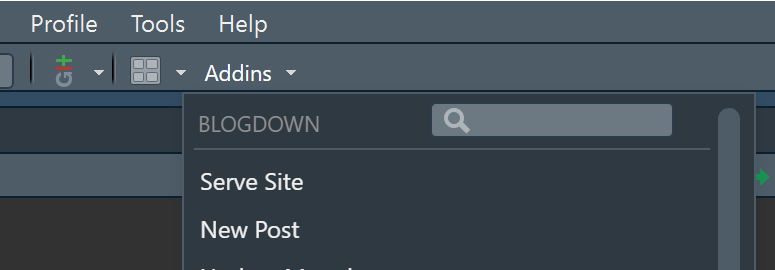 Profile Tools Help
Addins
BLOGDOWN
Serve Site
New Post